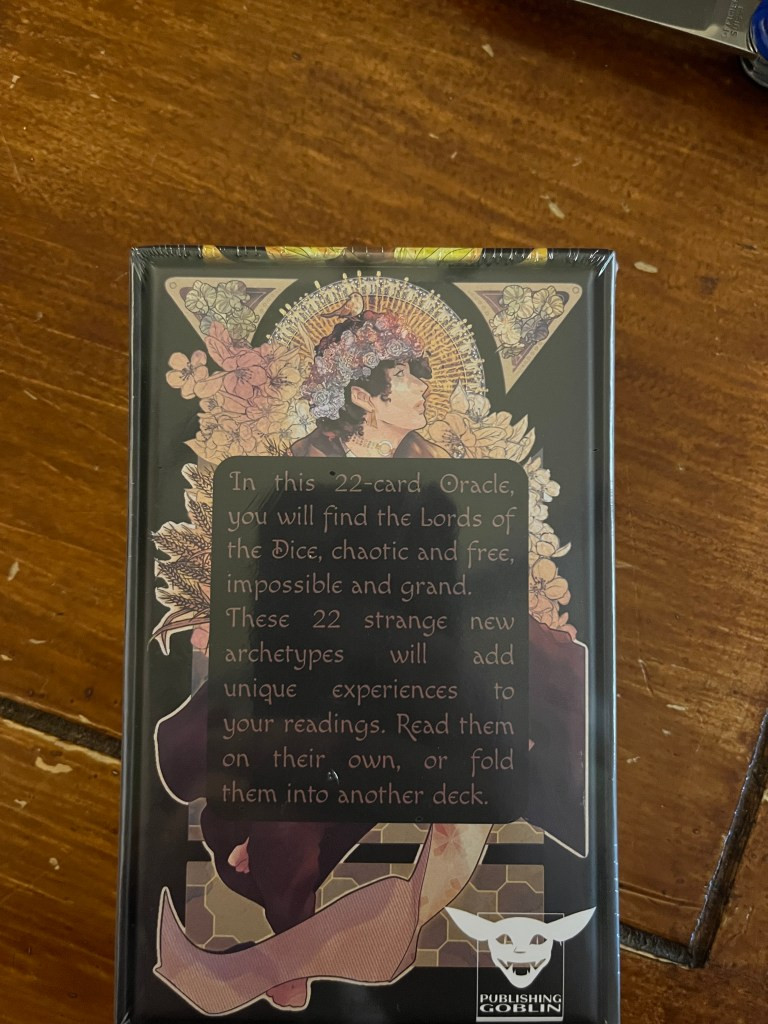 In this 22-card Oracle,
you will find the Lords of
the Dice, chaotic and free,
impossible and grand.
These 22 strange new
archetypes will add
unique experiences to
your readings. Read them
on their own, or fold
them into another deck.
PUBLISHING
GOBLIN